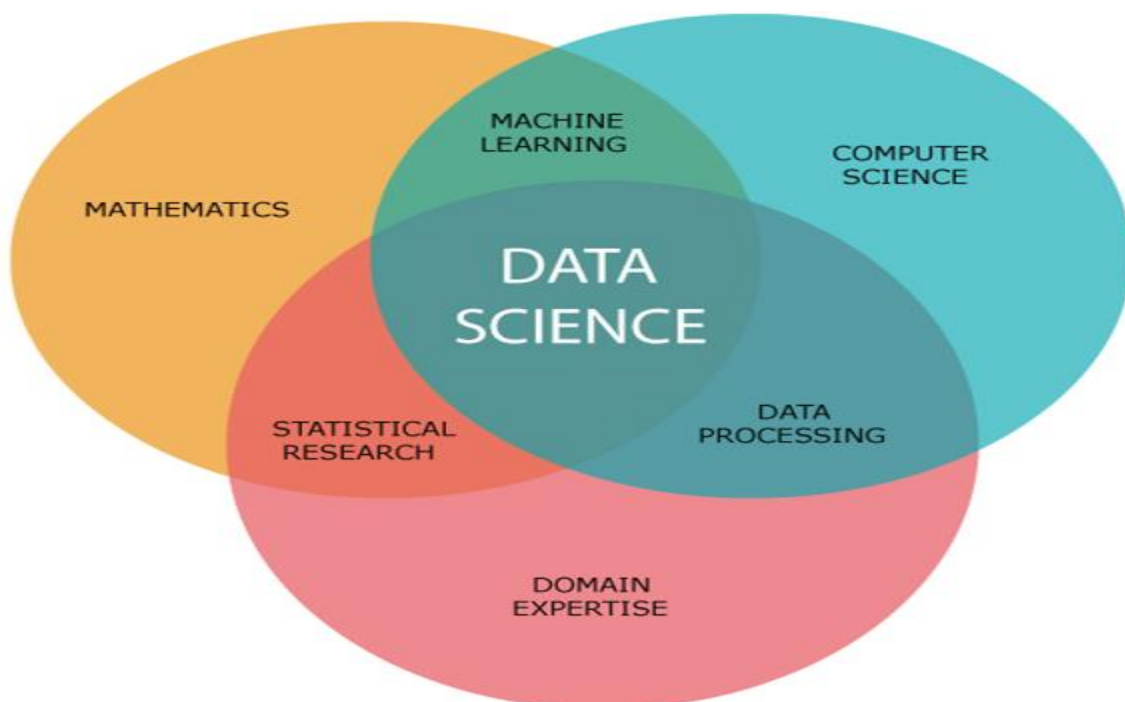 MACHINE
LEARNING
COMPUTER
SCIENCE
MATHEMATICS
DATA
SCIENCE
STATISTICAL
RESEARCH
DATA
PROCESSING
DOMAIN
EXPERTISE